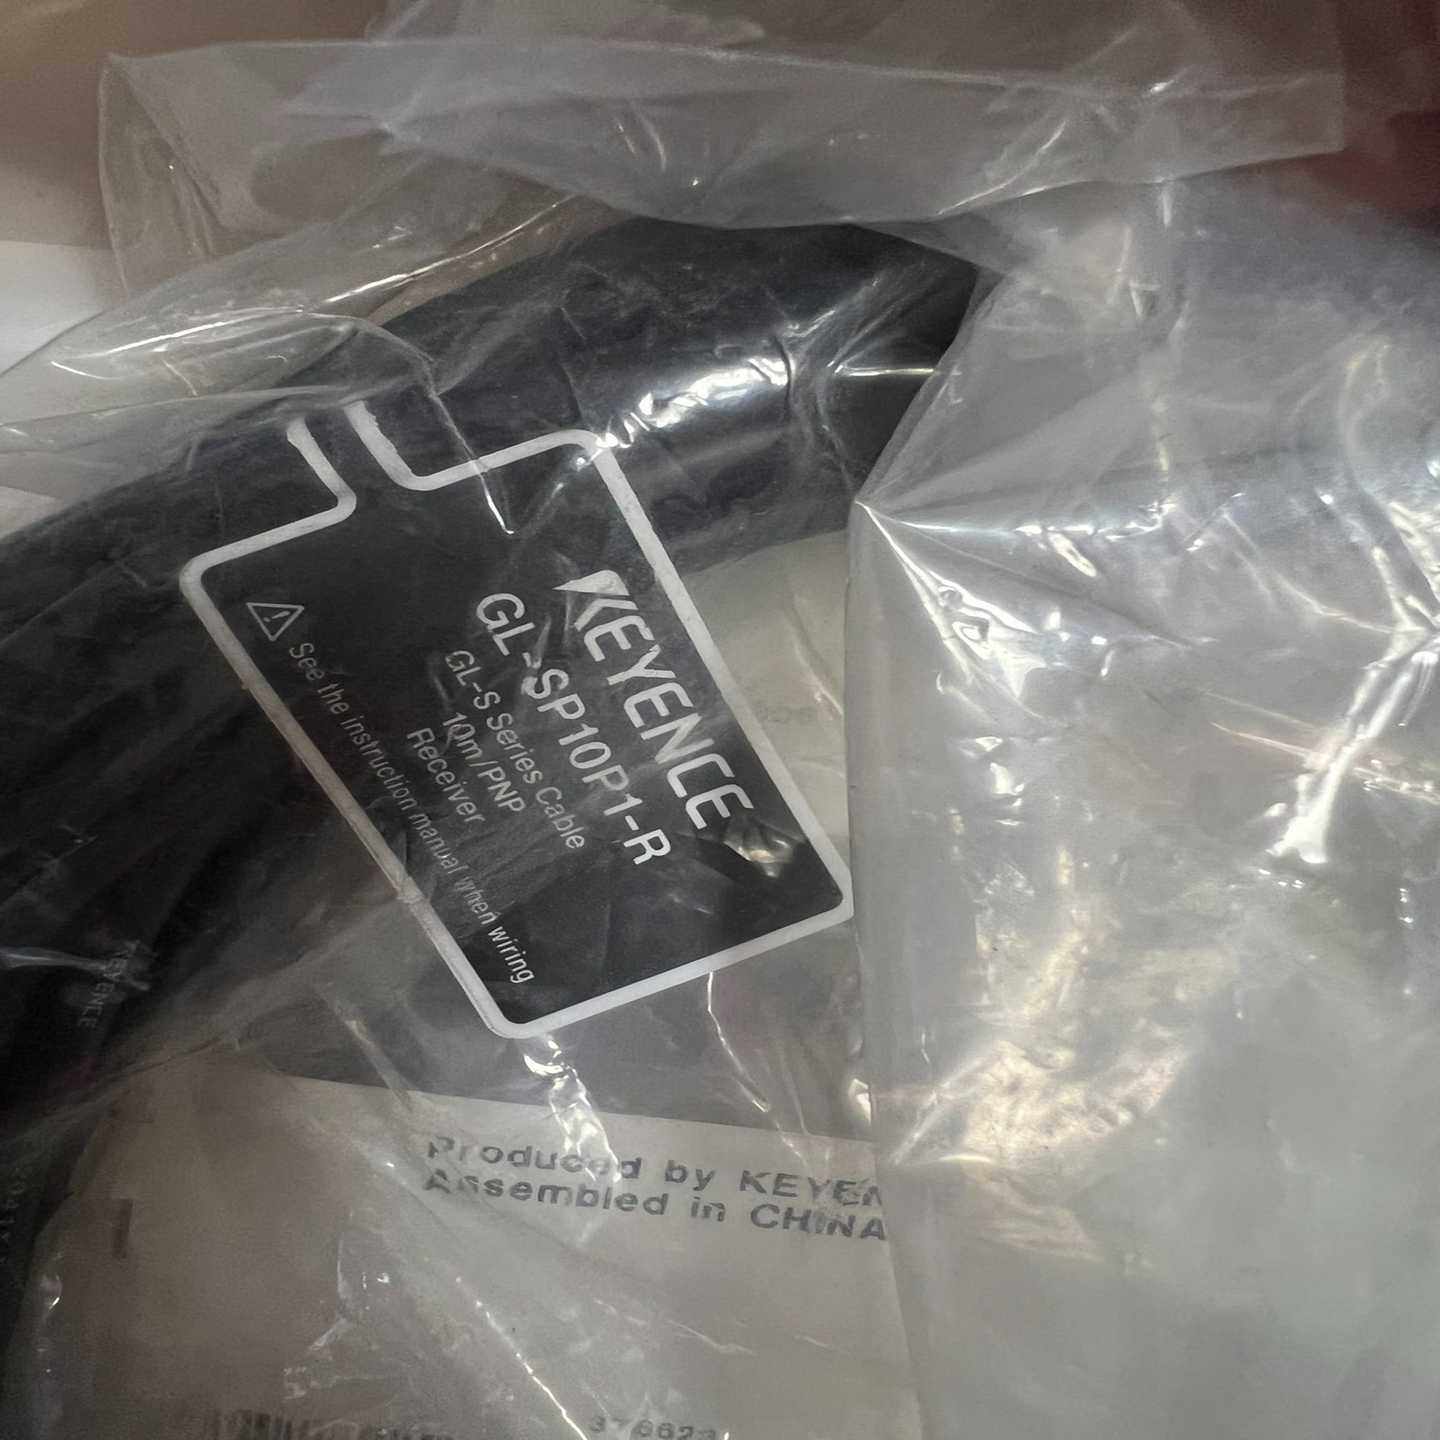 KEYENCE
GL-SP10P1-R
GL-S Series Cable
10m/PNP
Receiver
See the instruction manual when wiring
KEYENCE
Produced by KEYEN
Assembled in CHINA